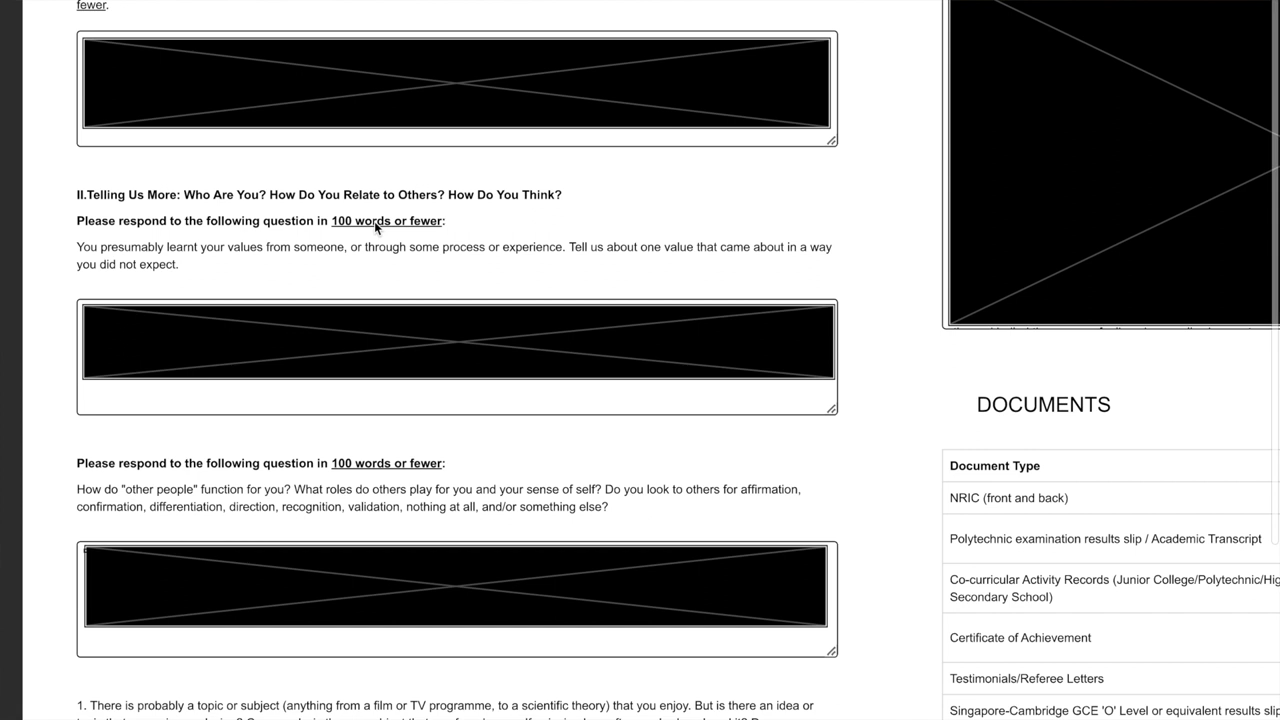 fewer.
II.Telling Us More: Who Are You? How Do You Relate to Others? How Do You Think?
Please respond to the following question in 100 words or fewer:
You presumably learnt your values from someone, or through some process or experience. Tell us about one value that came about in a way
you did not expect.
Please respond to the following question in 100 words or fewer:
How do "other people" function for you? What roles do others play for you and your sense of self? Do you look to others for affirmation,
confirmation, differentiation, direction, recognition, validation, nothing at all, and/or something else?
1. There is probably a topic or subject (anything from a film or TV programme, to a scientific theory) that you enjoy. But is there an idea or
DOCUMENTS
Document Type
NRIC (front and back)
Polytechnic examination results slip / Academic Transcript
Co-curricular Activity Records (Junior College/Polytechnic/Hig
Secondary School)
Certificate of Achievement
Testimonials/Referee Letters
Singapore-Cambridge GCE 'O' Level or equivalent results slip